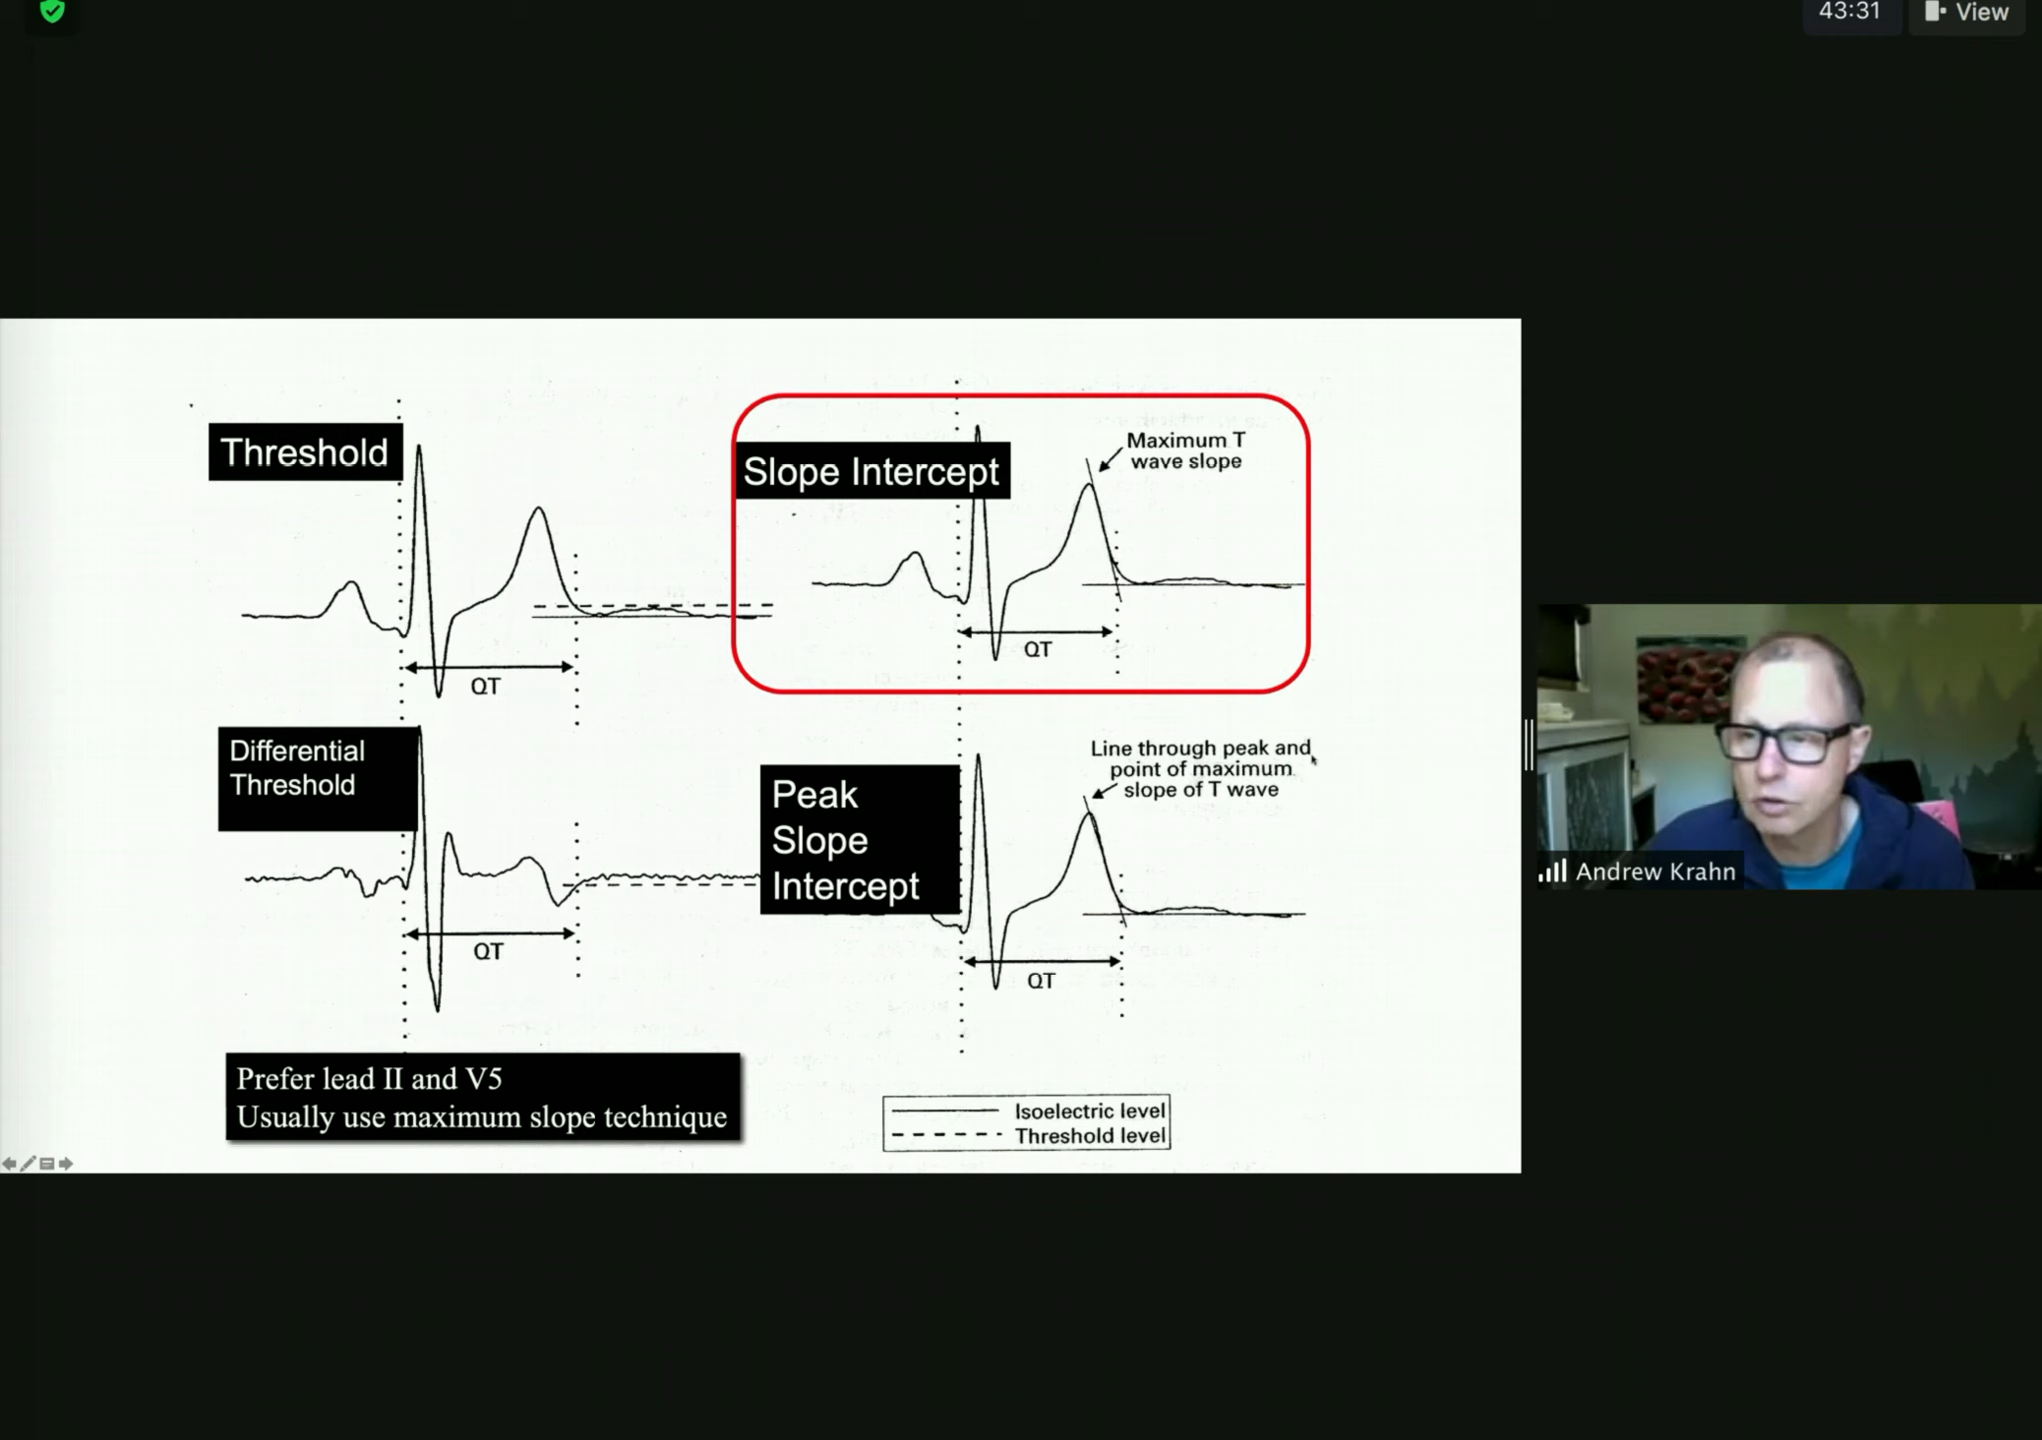 43:31
View
Threshold
QT
Slope Intercept
Maximum T
wave slope
QT
Differential
Threshold
QT
Peak
Slope
Intercept
Line through peak and
point of maximum
slope of T wave
QT
Prefer lead II and V5
Usually use maximum slope technique
Isoelectric level
Threshold level
Andrew Krahn